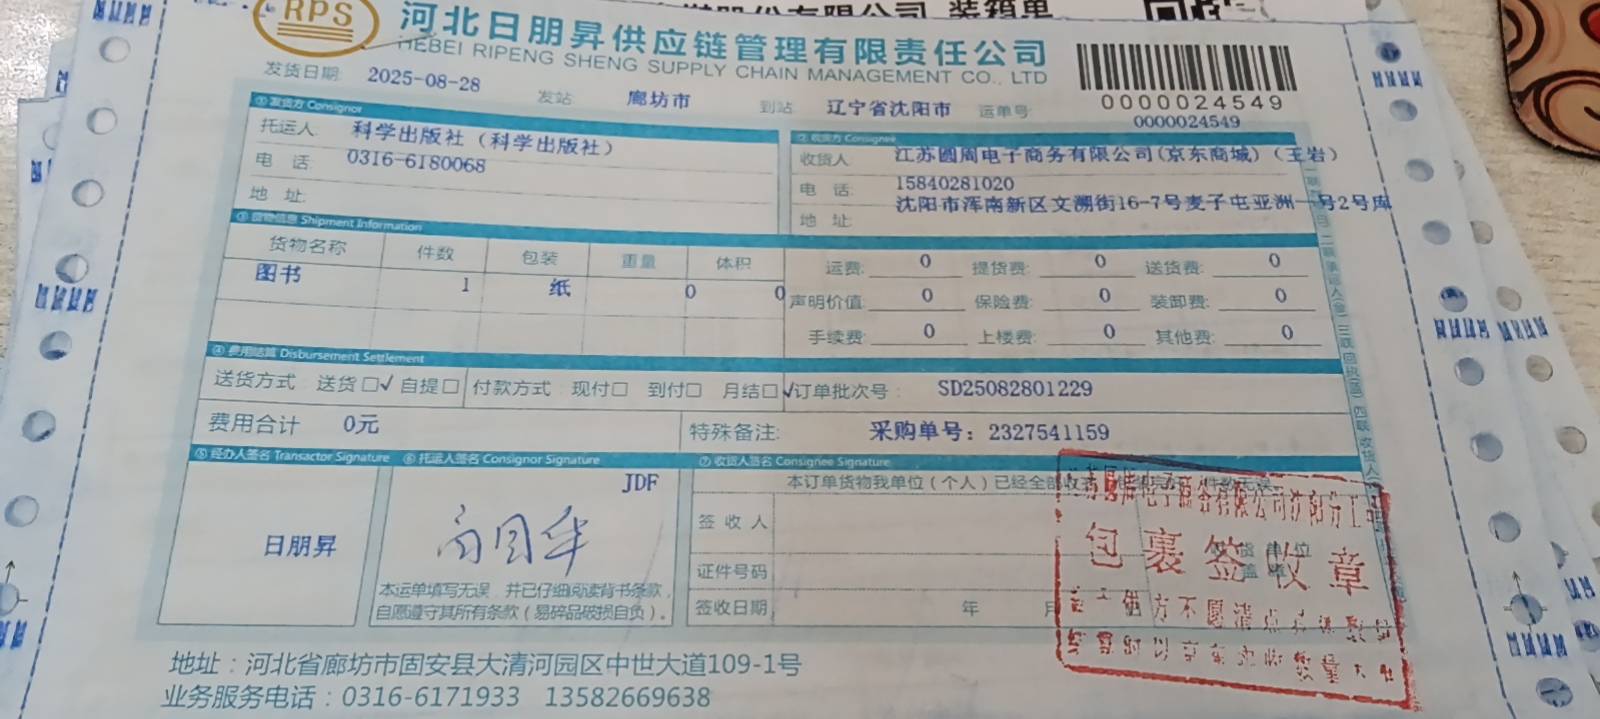 RPS
装箱单
河北日朋昇供应链管理有限责任公司
HEBEI RIPENG SHENG SUPPLY CHAIN MANAGEMENT CO., LTD
发货日期: 2025-08-28 发站 廊坊市 到站 辽宁省沈阳市 运单号:
0000024549
0000024549
①发货方 Consignor
托运人 科学出版社（科学出版社）
电 话 0316-6180068
地 址:
②收货方 Consignee
收货人 江苏圆周电子商务有限公司(京东商城)（王岩）
电 话: 15840281020
地 址: 沈阳市浑南新区文溯街16-7号麦子屯亚洲一号2号库
③货物信息 Shipment Information
货物名称 件数 包装 重量 体积
图书 1 纸 0 0
运费: 0 提货费: 0 送货费: 0
声明价值: 0 保险费: 0 装卸费: 0
手续费: 0 上楼费: 0 其他费: 0
④费用结算 Disbursement Settlement
送货方式 送货□√自提□ 付款方式: 现付□ 到付□ 月结□√订单批次号: SD25082801229
费用合计 0元 特殊备注: 采购单号：2327541159
⑤经办人签名 Transactor Signature
日朋昇
⑥托运人签名 Consignor Signature
JDF
本运单填写无误，并已仔细阅读背书条款，
自愿遵守其所有条款（易碎品破损自负）。
⑦收货人签名 Consignee Signature
本订单货物我单位（个人）已经全部收
签收人
证件号码
签收日期 年 月
包裹签收章
地址：河北省廊坊市固安县大清河园区中世大道109-1号
业务服务电话：0316-6171933 13582669638